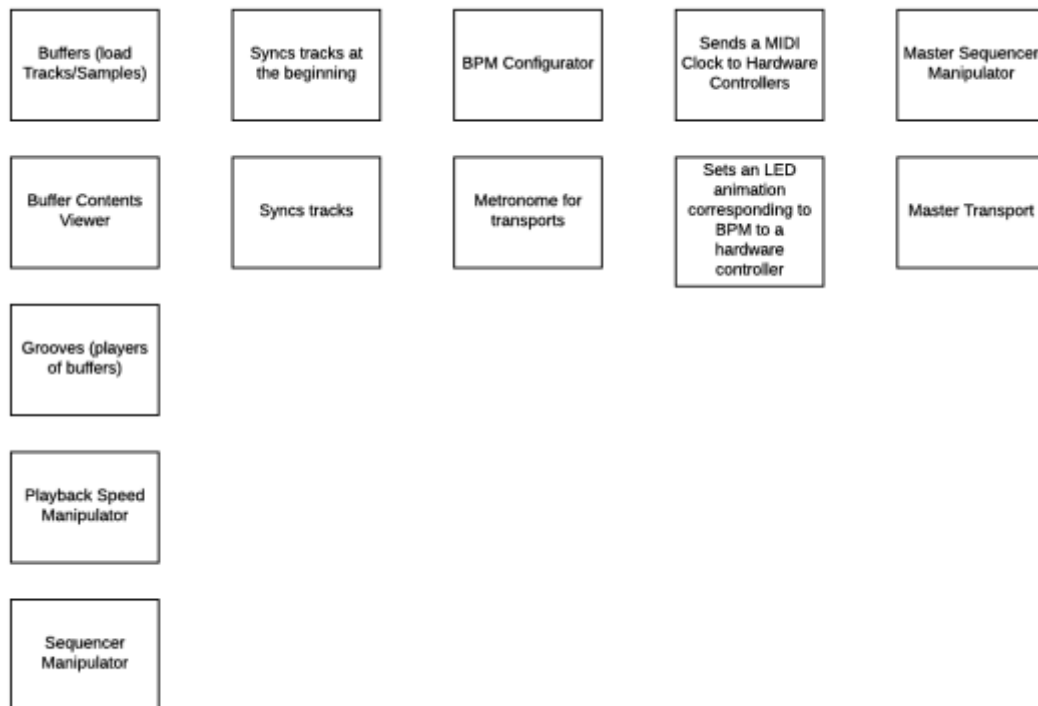 Buffers (load
Tracks/Samples)
Syncs tracks at
the beginning
BPM Configurator
Sends a MIDI
Clock to Hardware
Controllers
Master Sequencer
Manipulator
Buffer Contents
Viewer
Syncs tracks
Metronome for
transports
Sets an LED
animation
corresponding to
BPM to a
hardware
controller
Master Transport
Grooves (players
of buffers)
Playback Speed
Manipulator
Sequencer
Manipulator